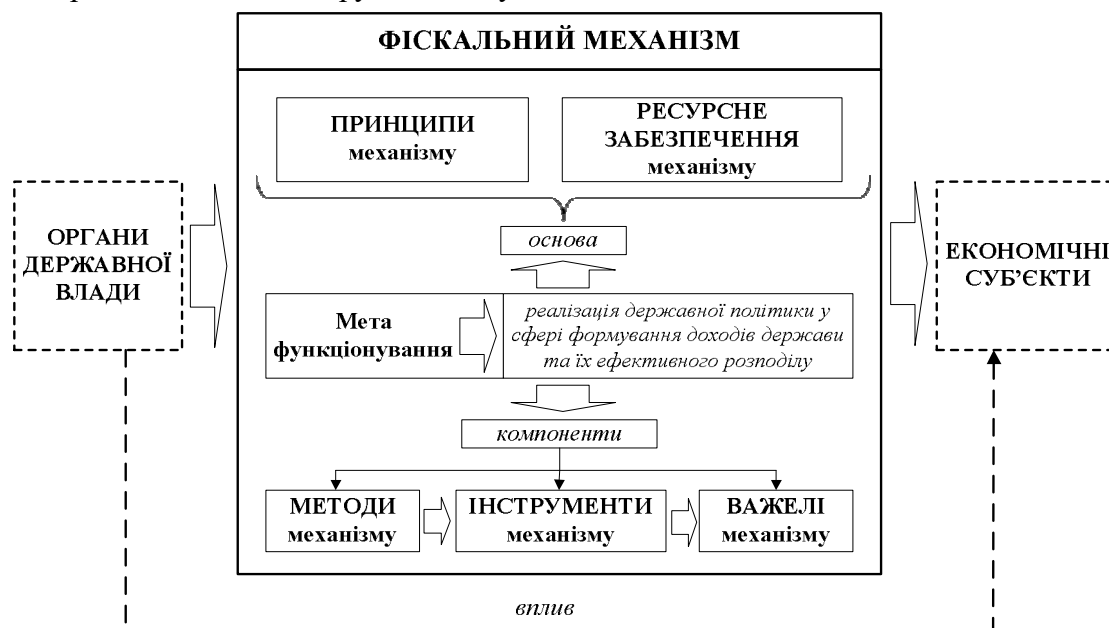 ФІСКАЛЬНИЙ МЕХАНІЗМ
ПРИНЦИПИ
механізму
РЕСУРСНЕ
ЗАБЕЗПЕЧЕННЯ
механізму
ОРГАНИ
ДЕРЖАВНОЇ
ВЛАДИ
основа
ЕКОНОМІЧНІ
СУБ’ЄКТИ
Мета
функціонування
реалізація державної політики у
сфері формування доходів держави
та їх ефективного розподілу
компоненти
МЕТОДИ
механізму
ІНСТРУМЕНТИ
механізму
ВАЖЕЛІ
механізму
вплив